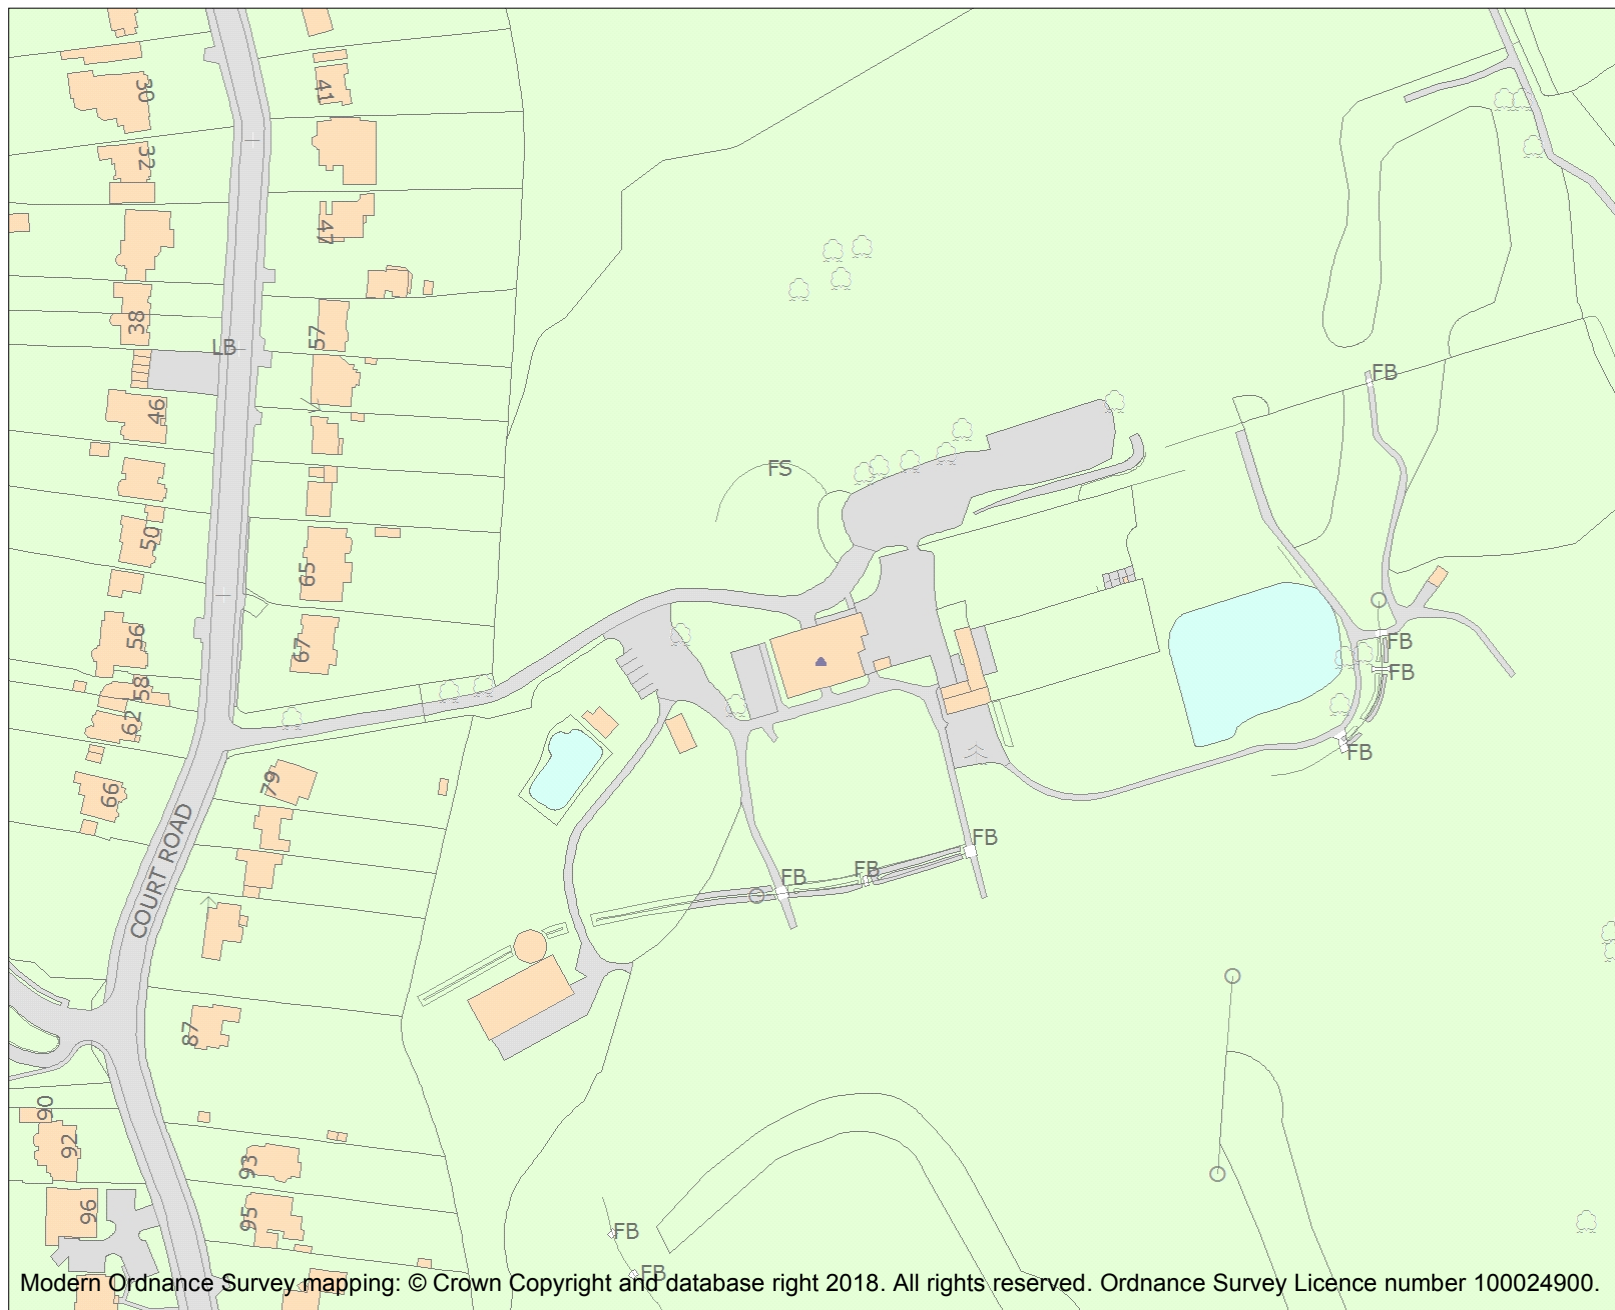 30
41
32
47
38
57
LB
FB
46
FS
50
65
56
67
FB
FB
58
62
FB
79
66
COURT ROAD
FB
FB
FB
87
90
92
93
96
95
FB
FB
Modern Ordnance Survey mapping: © Crown Copyright and database right 2018. All rights reserved. Ordnance Survey Licence number 100024900.